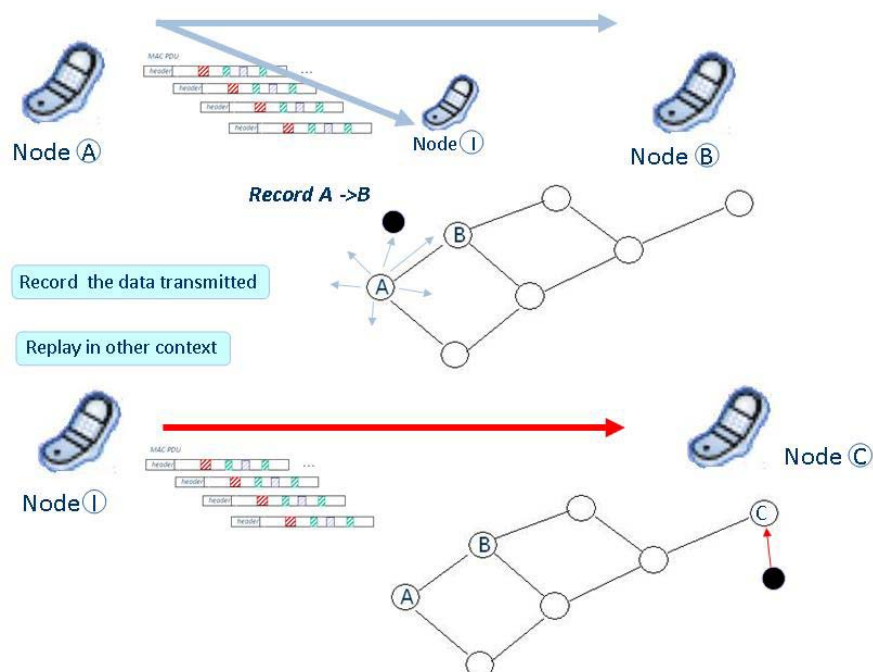 MAC PDU
header
...
header
header
header
Node A
Node I
Node B
Record A ->B
B
A
Record the data transmitted
Replay in other context
MAC PDU
header
...
header
header
header
Node I
Node C
C
B
A